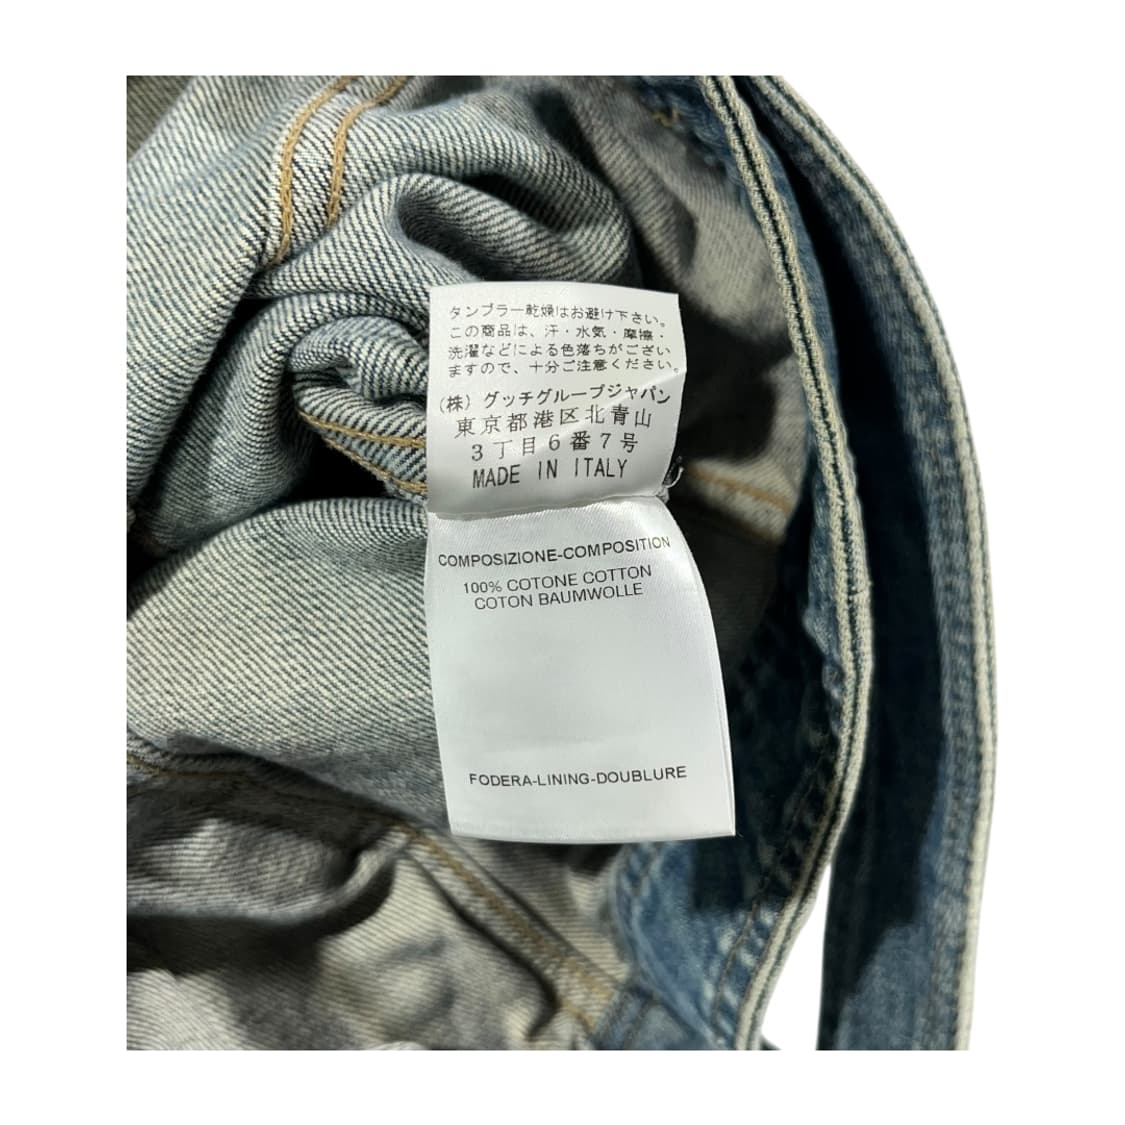 タンブラー乾燥はお避け下さい。
この商品は、汗・水気・摩擦・
洗濯などによる色落ちがござい
ますので、十分ご注意ください。
(株) グッチグループジャパン
東京都港区北青山
3丁目6番7号
MADE IN ITALY
COMPOSIZIONE-COMPOSITION
100% COTONE COTTON
COTON BAUMWOLLE
FODERA-LINING-DOUBLURE